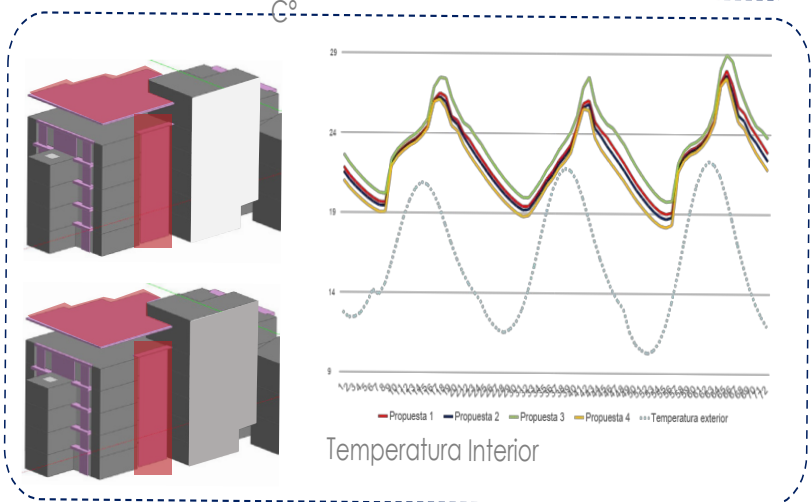 C°
29
24
19
14
9
Propuesta 1 Propuesta 2 Propuesta 3 Propuesta 4 Temperatura exterior
Temperatura Interior